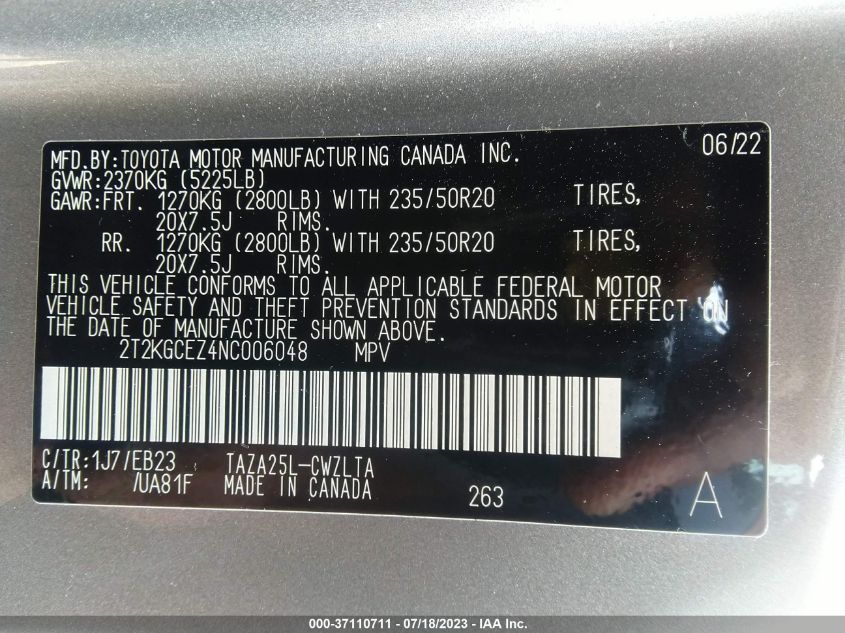 MFD.BY:TOYOTA MOTOR MANUFACTURING CANADA INC. 06/22
GVWR:2370KG (5225LB)
GAWR:FRT. 1270KG (2800LB) WITH 235/50R20 TIRES,
20X7.5J RIMS.
RR. 1270KG (2800LB) WITH 235/50R20 TIRES,
20X7.5J RIMS.
THIS VEHICLE CONFORMS TO ALL APPLICABLE FEDERAL MOTOR
VEHICLE SAFETY AND THEFT PREVENTION STANDARDS IN EFFECT ON
THE DATE OF MANUFACTURE SHOWN ABOVE.
2T2KGCEZ4NC006048 MPV
C/TR:1J7/EB23 TAZA25L-CWZLTA
A/TM: /UA81F MADE IN CANADA 263 A
000-37110711 - 07/18/2023 - IAA Inc.